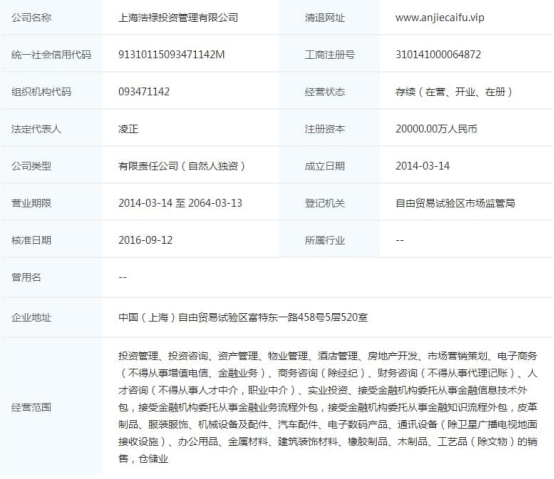 公司名称 上海浩禄投资管理有限公司 清退网址 www.anjiecaifu.vip
统一社会信用代码 91310115093471142M 工商注册号 310141000064872
组织机构代码 093471142 经营状态 存续（在营、开业、在册）
法定代表人 凌正 注册资本 20000.00万人民币
公司类型 有限责任公司（自然人独资） 成立日期 2014-03-14
营业期限 2014-03-14 至 2064-03-13 登记机关 自由贸易试验区市场监管局
核准日期 2016-09-12 所属行业 --
曾用名 --
企业地址 中国（上海）自由贸易试验区富特东一路458号5层520室
投资管理、投资咨询、资产管理、物业管理、酒店管理、房地产开发、市场营销策划、电子商务
（不得从事增值电信、金融业务）、商务咨询（除经纪）、财务咨询（不得从事代理记账）、人
才咨询（不得从事人才中介，职业中介）、实业投资、接受金融机构委托从事金融信息技术外
经营范围 包，接受金融机构委托从事金融业务流程外包，接受金融机构委托从事金融知识流程外包，皮革
制品、服装服饰、机械设备及配件、汽车配件、电子数码产品、通讯设备（除卫星广播电视地面
接收设施）、办公用品、金属材料、建筑装饰材料、橡胶制品、木制品、工艺品（除文物）的销
售，仓储业